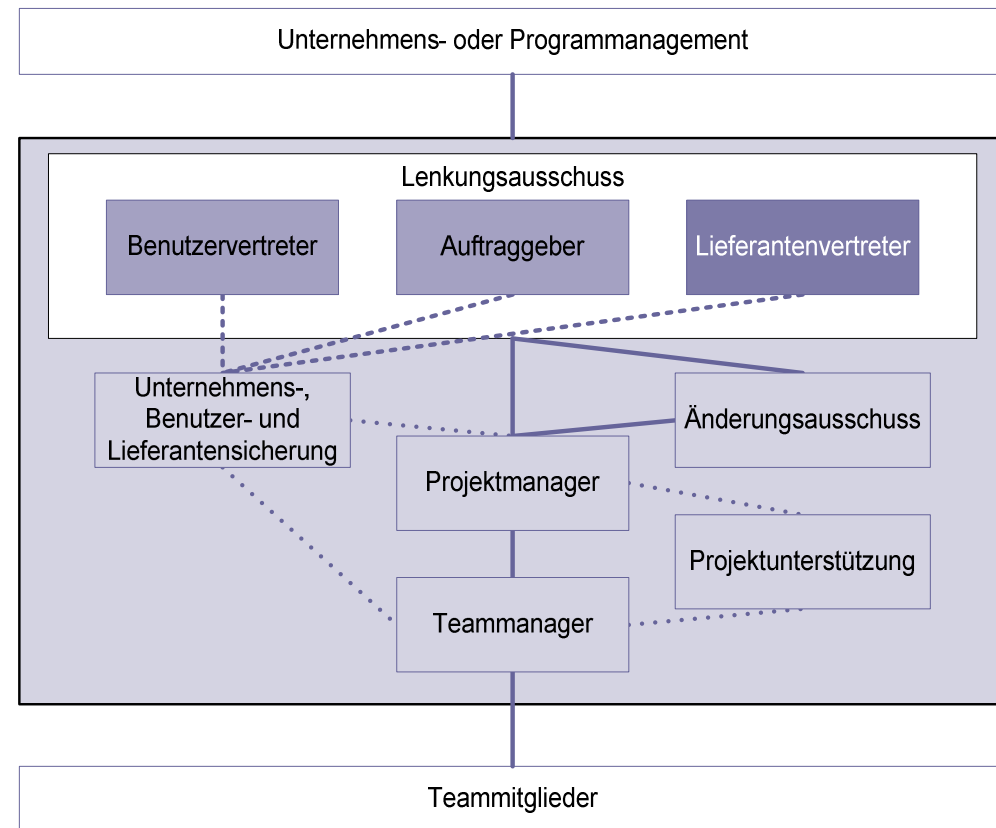 Unternehmens- oder Programmanagement
Lenkungsausschuss
Benutzervertreter
Auftraggeber
Lieferantenvertreter
Unternehmens-,
Benutzer- und
Lieferantensicherung
Änderungsausschuss
Projektmanager
Projektunterstützung
Teammanager
Teammitglieder